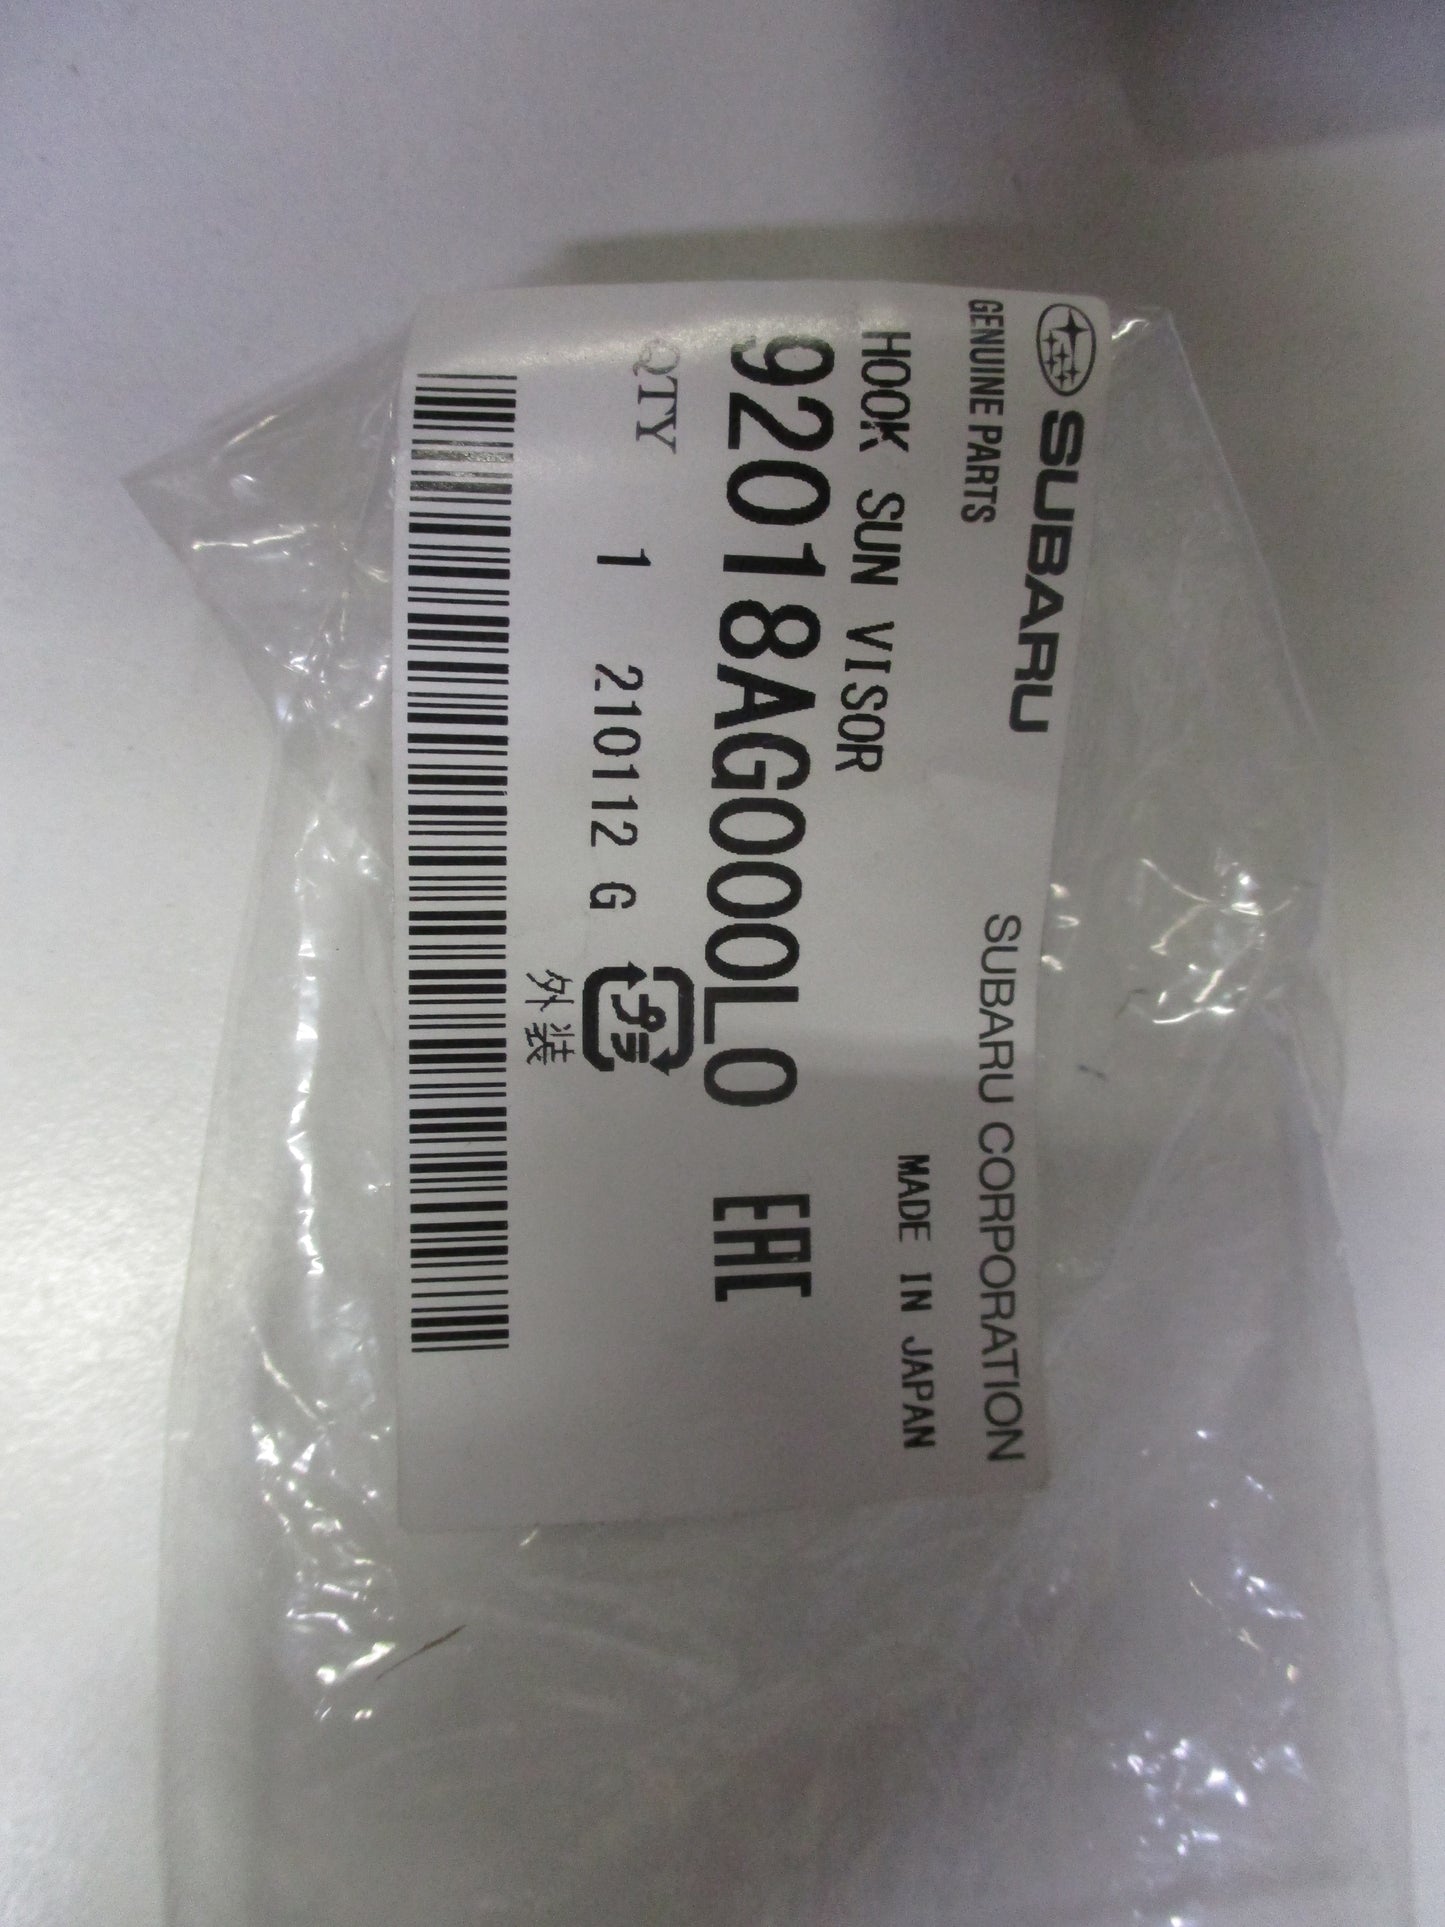 SUBARU
GENUINE PARTS
SUBARU CORPORATION
HOOK SUN VISOR
MADE IN JAPAN
92018AG000LO
EAC
QTY
1 210112 G
プラ
外装